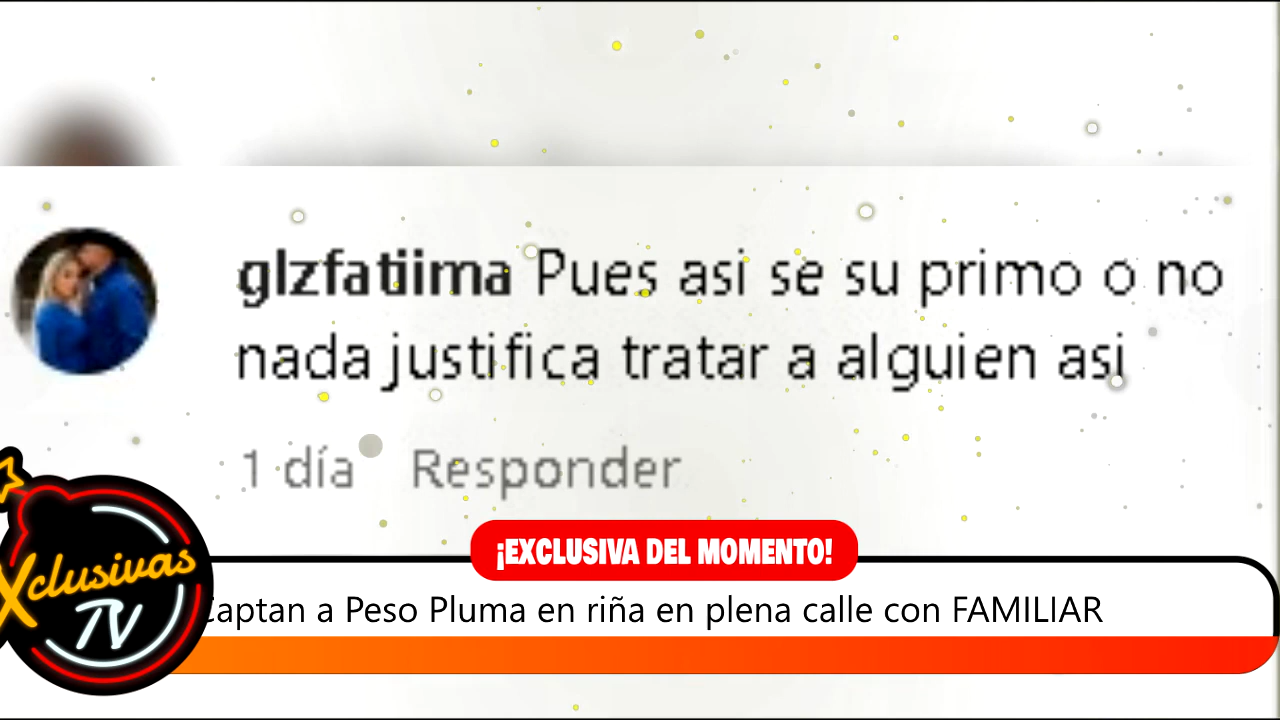 glzfatiima Pues asi se su primo o no
nada justifica tratar a alguien asi
1 día Responder
¡EXCLUSIVA DEL MOMENTO!
Captan a Peso Pluma en riña en plena calle con FAMILIAR
Xclusivas
TV